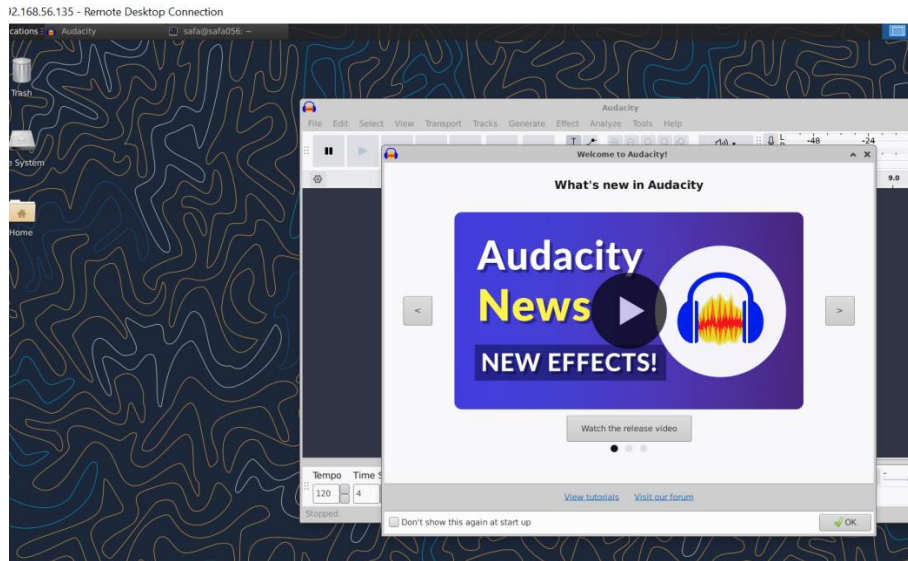 92.168.56.135 - Remote Desktop Connection
cations Audacity safa@safa056: ~
Trash
e System
Home
Audacity
File Edit Select View Transport Tracks Generate Effect Analyze Tools Help
-48 -24
9.0
Welcome to Audacity!
What's new in Audacity
Audacity
News
NEW EFFECTS!
< >
Watch the release video
Tempo Time S
120 4
View tutorials Visit our forum
Stopped.
Don't show this again at start up OK